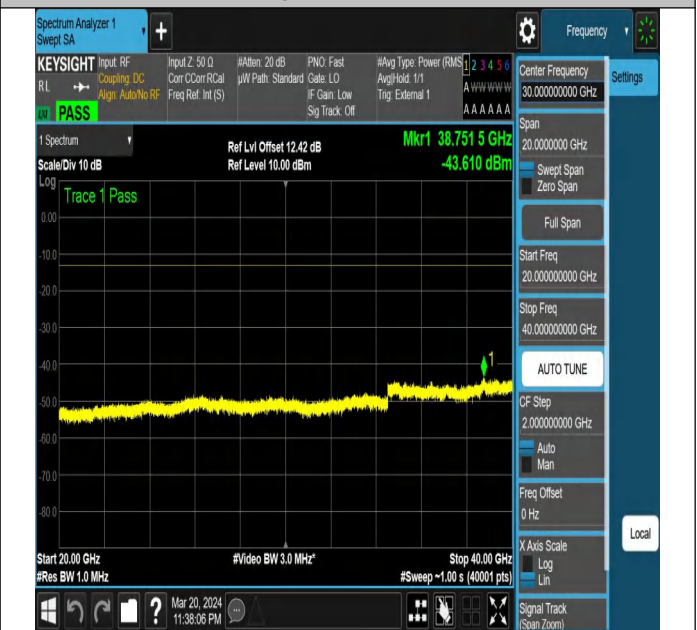 Spectrum Analyzer 1
Swept SA
+
Frequency
KEYSIGHT
RL
PASS
Input: RF
Coupling: DC
Align: Auto/No RF
Input Z: 50 Ω
Corr CCorr RCal
Freq Ref: Int (S)
#Atten: 20 dB
µW Path: Standard
PNO: Fast
Gate: LO
IF Gain: Low
Sig Track: Off
#Avg Type: Power (RMS
Avg|Hold: 1/1
Trig: External 1
1 2 3 4 5 6
A W W W W W
A A A A A A
1 Spectrum
Scale/Div 10 dB
Ref Lvl Offset 12.42 dB
Ref Level 10.00 dBm
Mkr1 38.751 5 GHz
-43.610 dBm
Log
Trace 1 Pass
0.00
-10.0
-20.0
-30.0
-40.0
-50.0
-60.0
-70.0
-80.0
1
Start 20.00 GHz
#Res BW 1.0 MHz
#Video BW 3.0 MHz*
Stop 40.00 GHz
#Sweep ~1.00 s (40001 pts)
Center Frequency
30.000000000 GHz
Settings
Span
20.0000000 GHz
Swept Span
Zero Span
Full Span
Start Freq
20.000000000 GHz
Stop Freq
40.000000000 GHz
AUTO TUNE
CF Step
2.000000000 GHz
Auto
Man
Freq Offset
0 Hz
X Axis Scale
Log
Lin
Local
Signal Track
(Span Zoom)
?
Mar 20, 2024
11:38:06 PM